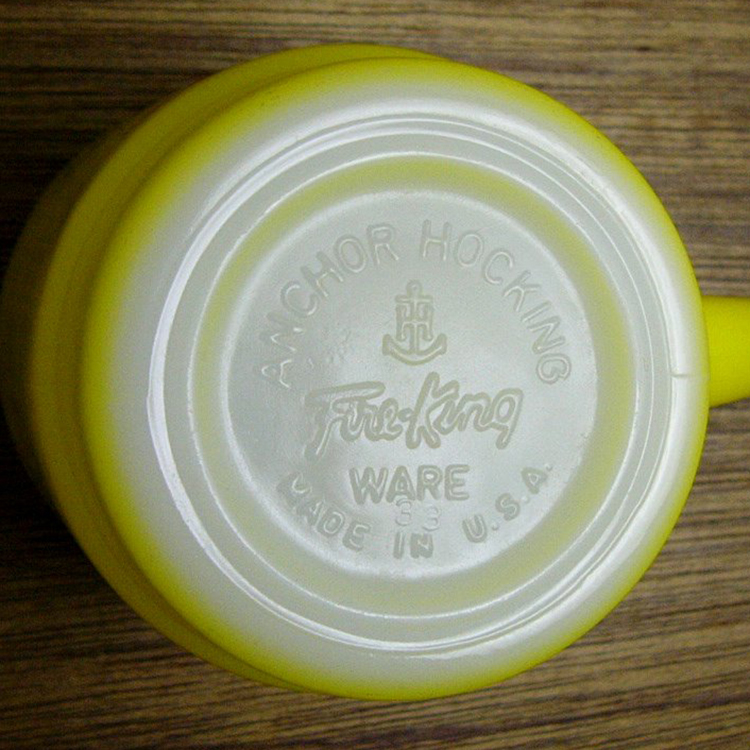 ANCHOR HOCKING
Fire-King
WARE
33
MADE IN U.S.A.